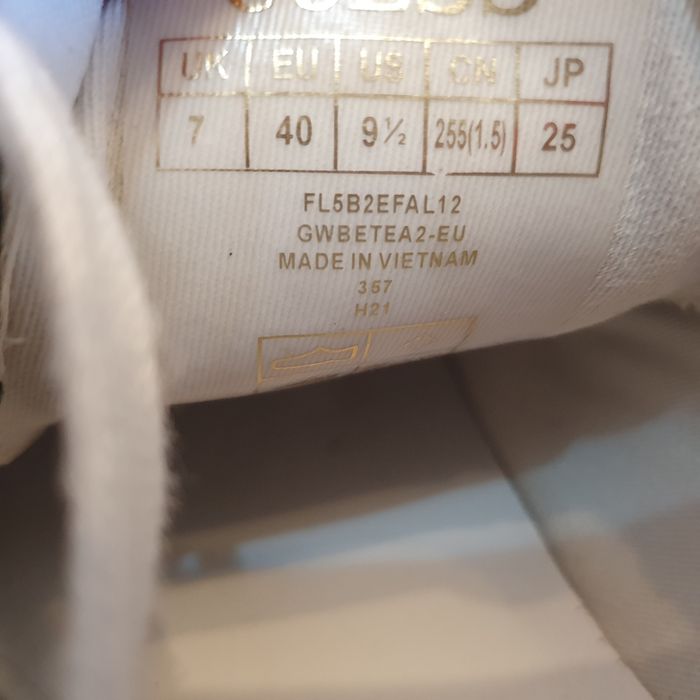 UK EU US CN JP
7 40 9½ 255(1.5) 25
FL5B2EFAL12
GWBETEA2-EU
MADE IN VIETNAM
367
H21